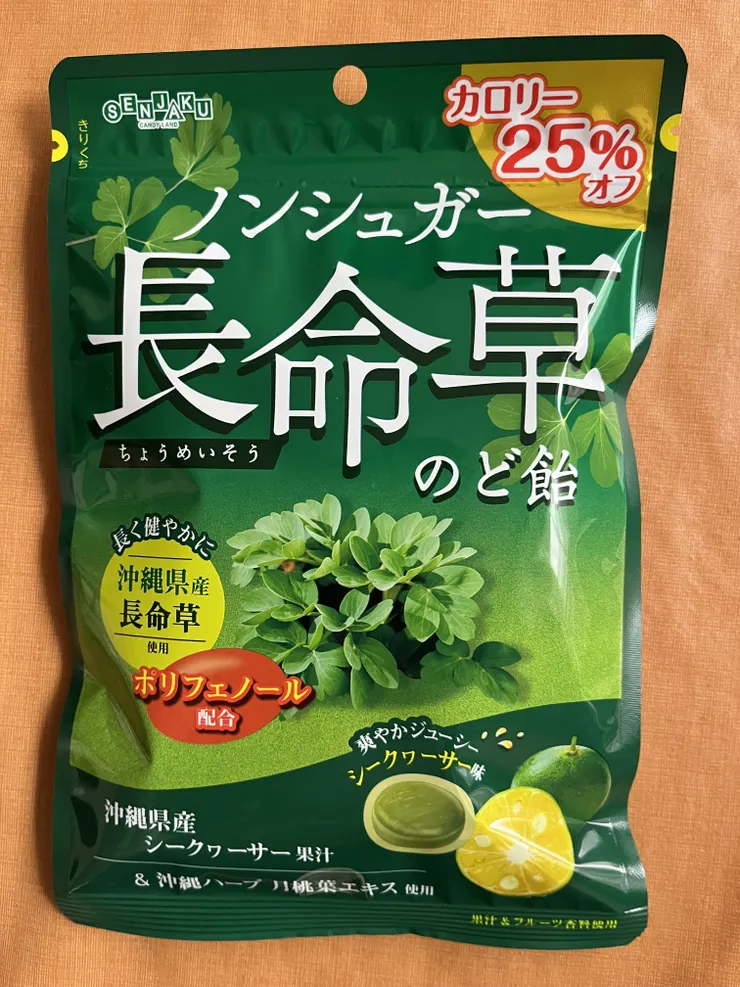 SENJAKU
CANDY LAND
きりくち
カロリー
25%
オフ
ノンシュガー
長命草
ちょうめいそう
のど飴
長く健やかに
沖縄県産
長命草
使用
ポリフェノール
配合
爽やかジューシー
シークヮーサー味
沖縄県産
シークヮーサー果汁
& 沖縄ハーブ 月桃葉エキス 使用
果汁&フルーツ香料使用